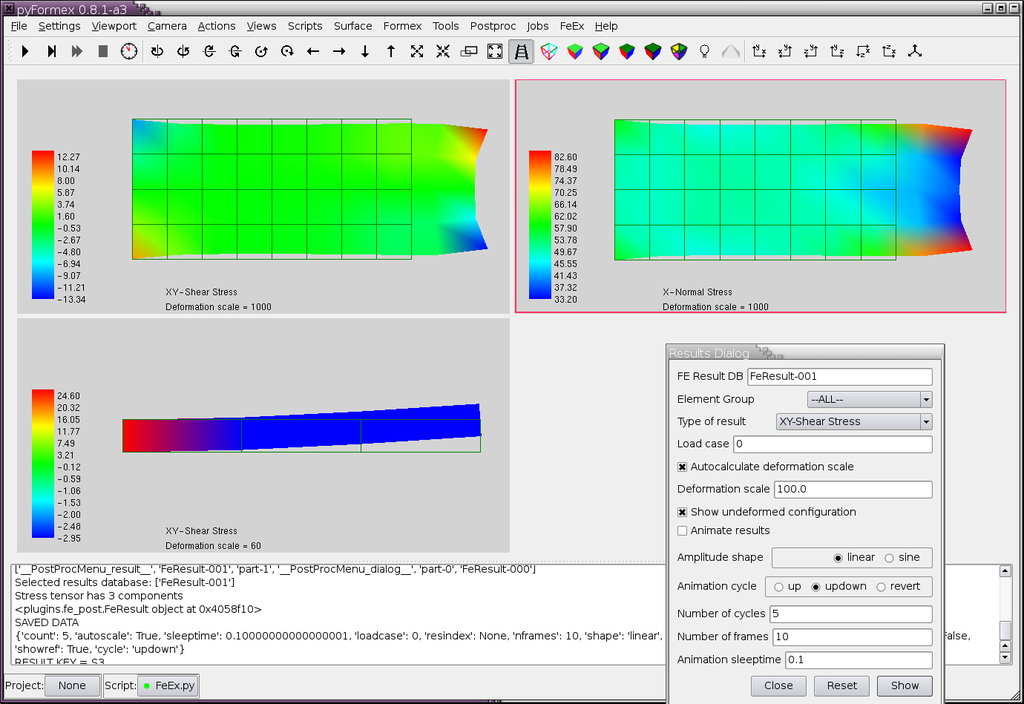 pyFormex 0.8.1-a3
File Settings Viewport Camera Actions Views Scripts Surface Formex Tools Postproc Jobs FeEx Help
12.27
10.14
8.00
5.87
3.74
1.60
-0.53
-2.67
-4.80
-6.94
-9.07
-11.21
-13.34
XY-Shear Stress
Deformation scale = 1000
82.60
78.49
74.37
70.25
66.14
62.02
57.90
53.78
49.67
45.55
41.43
37.32
33.20
X-Normal Stress
Deformation scale = 1000
24.60
20.32
16.05
11.77
7.49
3.21
-0.12
-0.59
-1.06
-1.53
-2.00
-2.48
-2.95
XY-Shear Stress
Deformation scale = 60
Results Dialog
FE Result DB FeResult-001
Element Group --ALL--
Type of result XY-Shear Stress
Load case 0
Autocalculate deformation scale
Deformation scale 100.0
Show undeformed configuration
Animate results
Amplitude shape linear sine
Animation cycle up updown revert
Number of cycles 5
Number of frames 10
Animation sleeptime 0.1
Close Reset Show
['__PostProcMenu_result__', 'FeResult-001', 'part-1', '__PostProcMenu_dialog__', 'part-0', 'FeResult-000']
Selected results database: ['FeResult-001']
Stress tensor has 3 components
<plugins.fe_post.FeResult object at 0x4058f10>
SAVED DATA
{'count': 5, 'autoscale': True, 'sleeptime': 0.10000000000000001, 'loadcase': 0, 'resindex': None, 'nframes': 10, 'shape': 'linear', False,
'showref': True, 'cycle': 'updown'}
RESULT KEY = S3
Project: None Script: FeEx.py